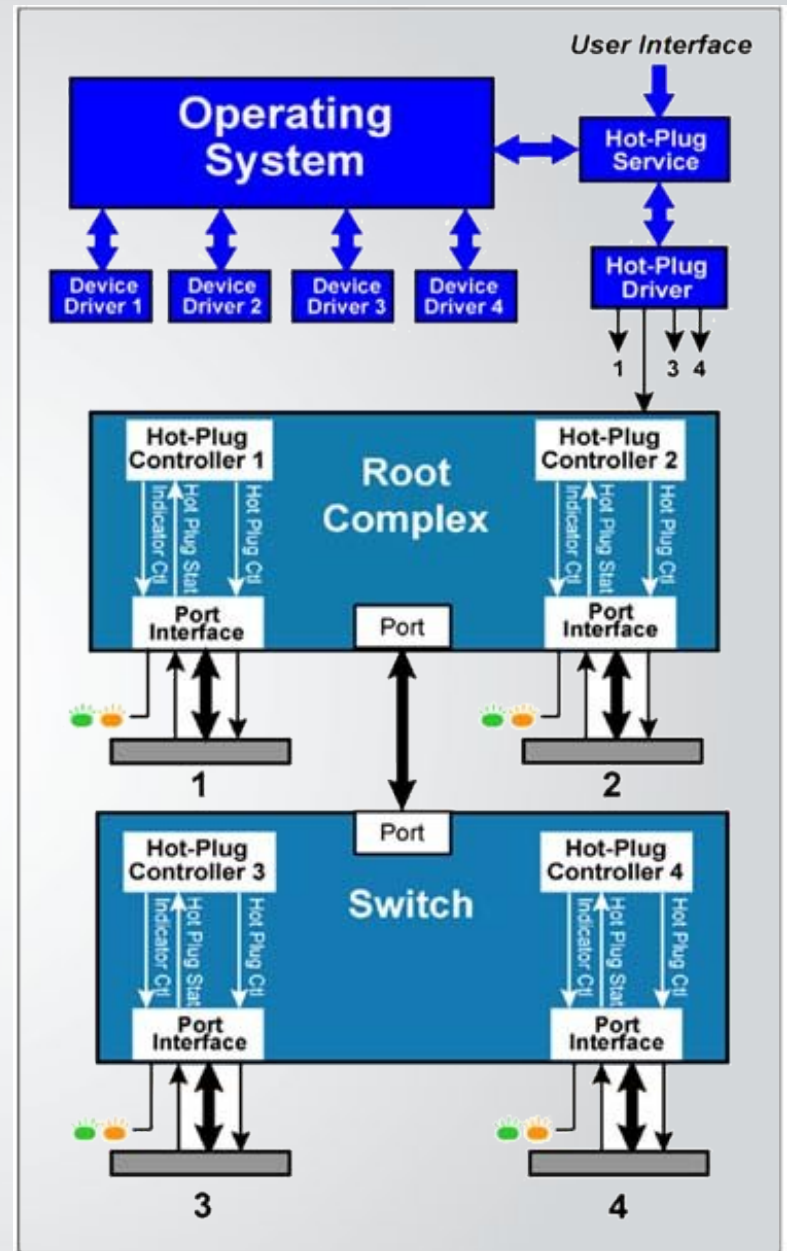 User Interface
Operating
System
Hot-Plug
Service
Hot-Plug
Driver
Device
Driver 1
Device
Driver 2
Device
Driver 3
Device
Driver 4
1
3
4
Hot-Plug
Controller 1
Indicator Ctl
Hot Plug Stat
Hot Plug Ctl
Port
Interface
Root
Complex
Port
Hot-Plug
Controller 2
Indicator Ctl
Hot Plug Stat
Hot Plug Ctl
Port
Interface
1
2
Port
Hot-Plug
Controller 3
Indicator Ctl
Hot Plug Stat
Hot Plug Ctl
Port
Interface
Switch
Hot-Plug
Controller 4
Indicator Ctl
Hot Plug Stat
Hot Plug Ctl
Port
Interface
3
4